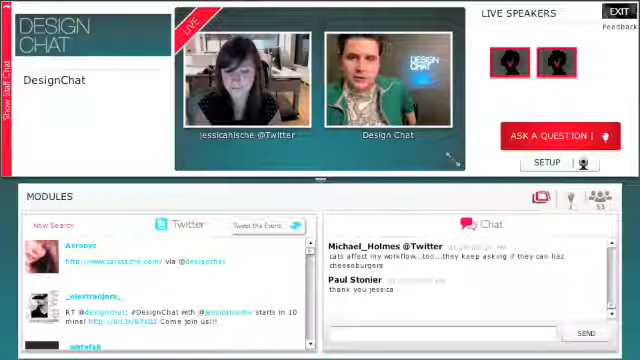 Show Staff Chat
DESIGN
CHAT
DesignChat
LIVE
DESIGN
CHAT
jessicahische @Twitter
Design Chat
LIVE SPEAKERS
EXIT
Feedback
ASK A QUESTION
SETUP
MODULES
53
New Search
Twitter
Tweet the Event
http://www.carsteche.com/ via @designchat
RT @designchat: #DesignChat with @jessicahische starts in 10
mins! Come join us!!!
Chat
Michael_Holmes @Twitter
cats affect my workflow...too...they keep asking if they can haz
cheeseburgers
Paul Stonier
thank you jessica
SEND